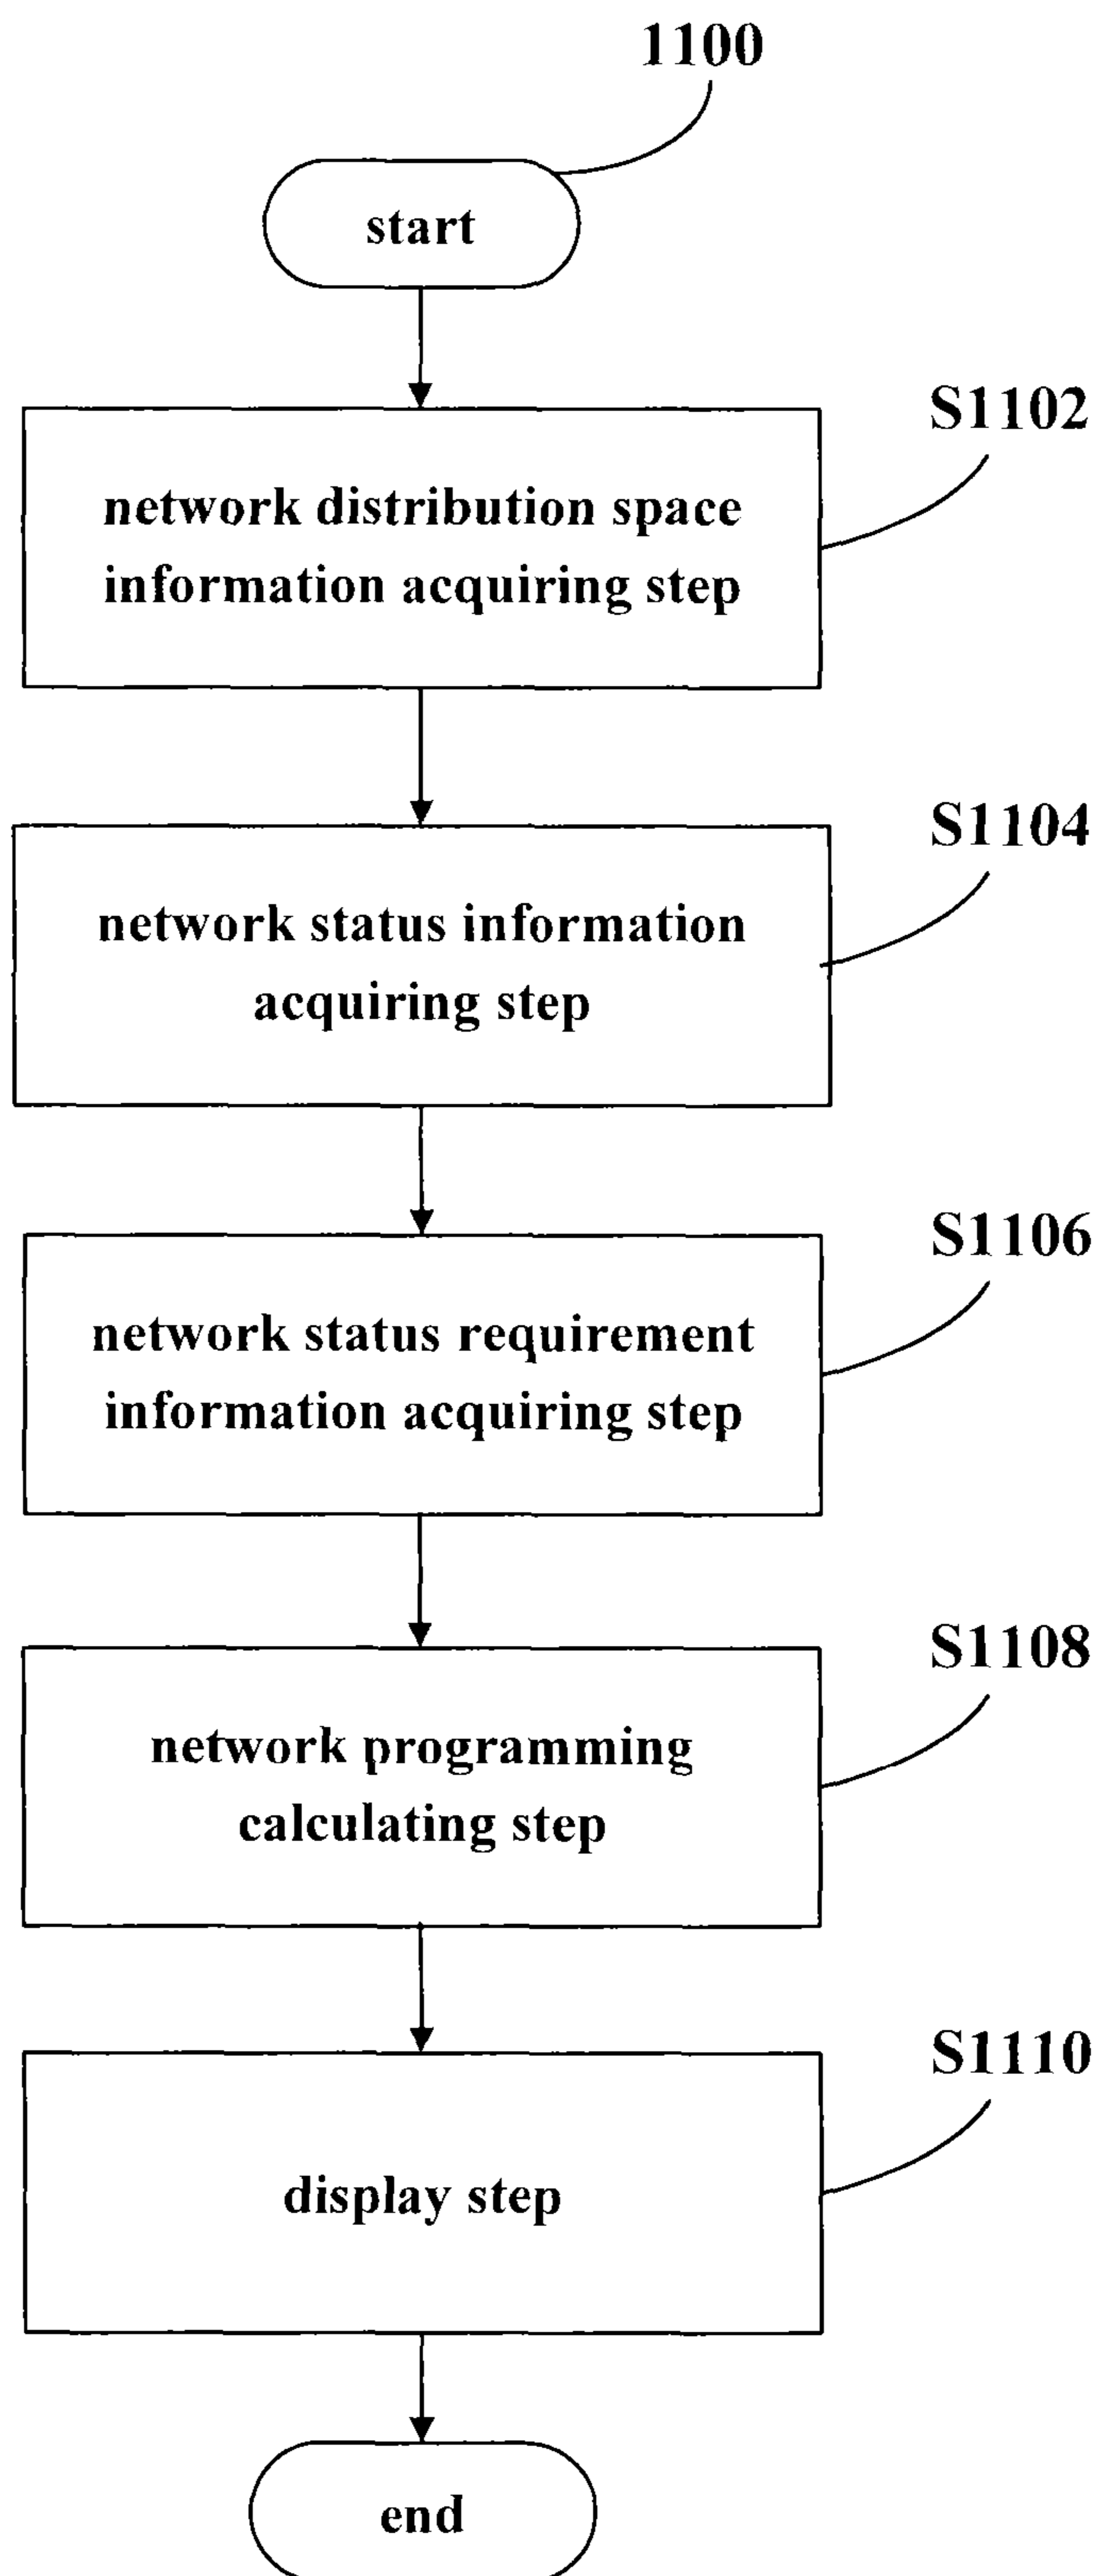 1100
start
S1102
network distribution space
information acquiring step
S1104
network status information
acquiring step
S1106
network status requirement
information acquiring step
S1108
network programming
calculating step
S1110
display step
end